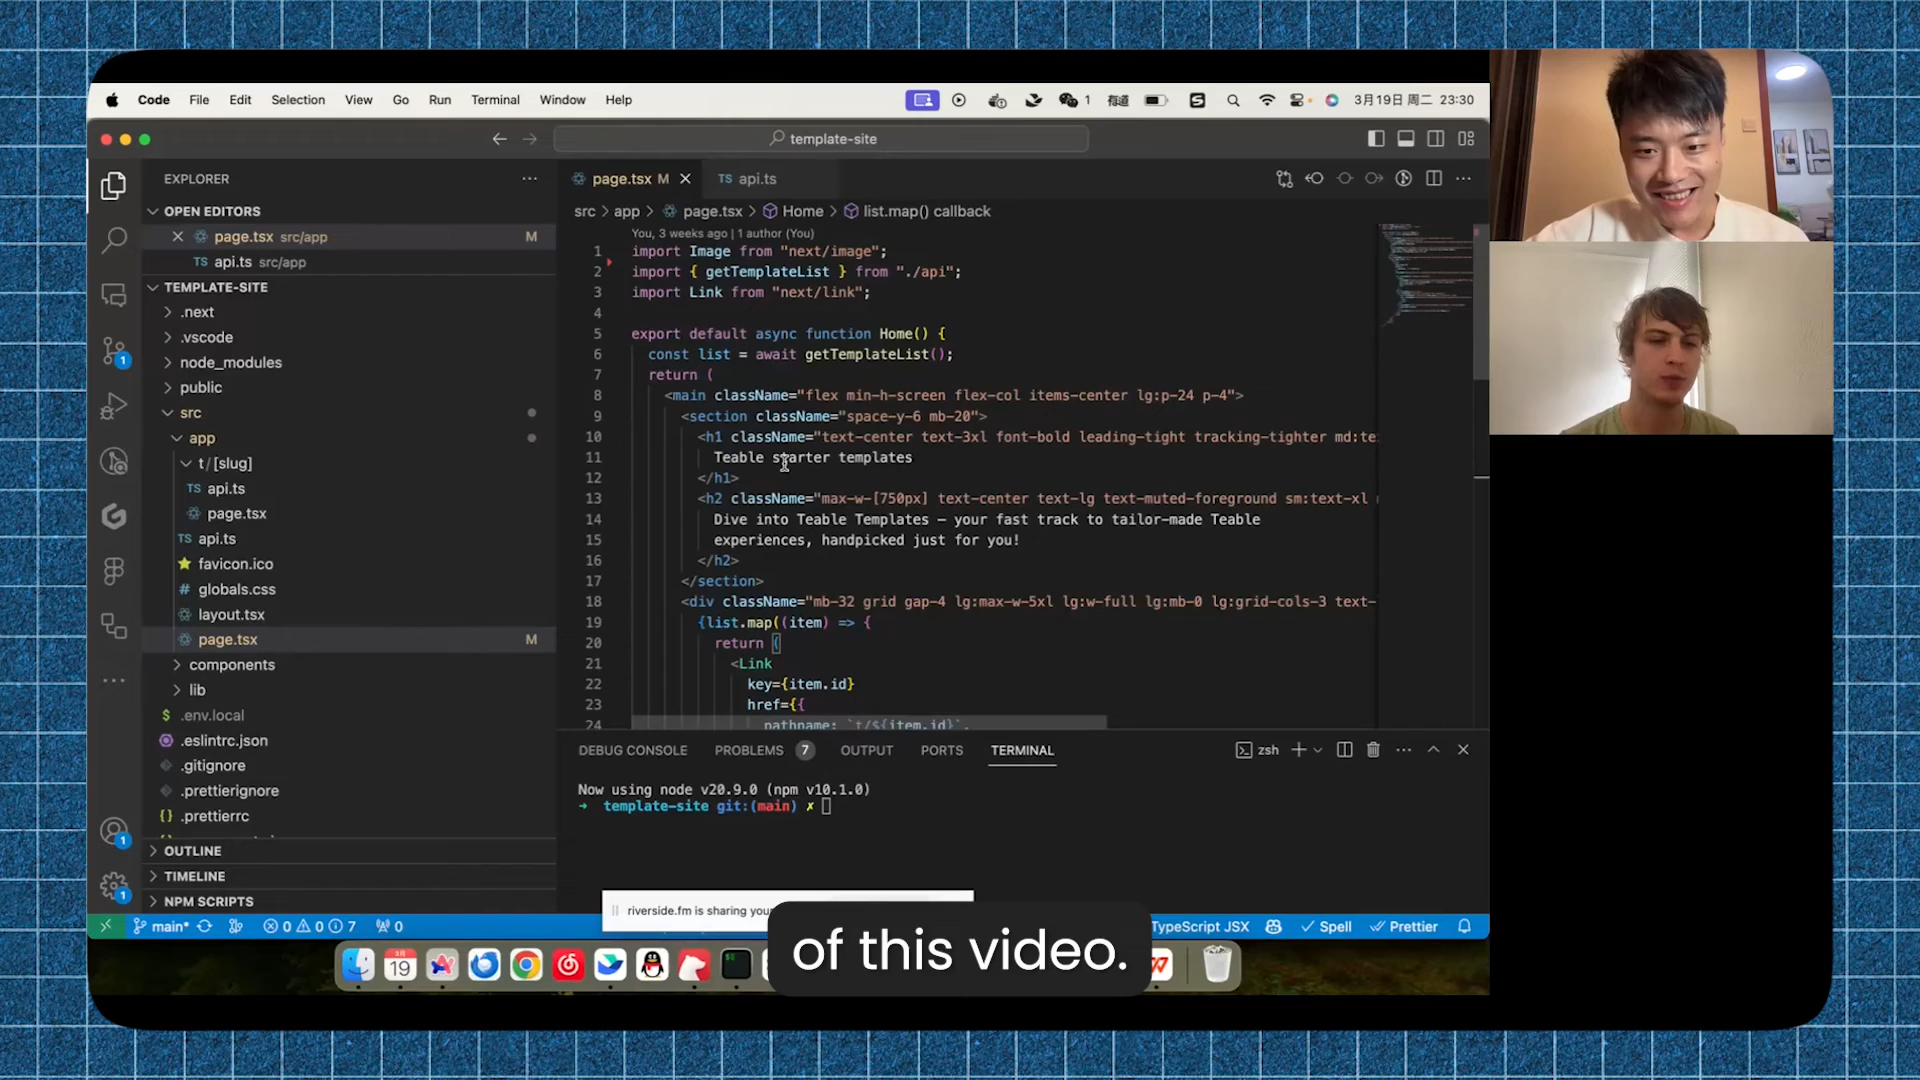 Code File Edit Selection View Go Run Terminal Window Help 1 有道 3月19日 周二 23:30
template-site
EXPLORER
OPEN EDITORS
page.tsx src/app M
TS api.ts src/app
TEMPLATE-SITE
.next
.vscode
node_modules
public
src
app
t/[slug]
TS api.ts
page.tsx
TS api.ts
favicon.ico
# globals.css
layout.tsx
page.tsx M
components
lib
$ .env.local
.eslintrc.json
.gitignore
.prettierignore
{} .prettierrc
OUTLINE
TIMELINE
NPM SCRIPTS
1
1
1
page.tsx M TS api.ts
src > app > page.tsx > Home > list.map() callback
You, 3 weeks ago | 1 author (You)
1 import Image from "next/image";
2 import { getTemplateList } from "./api";
3 import Link from "next/link";
4
5 export default async function Home() {
6 const list = await getTemplateList();
7 return (
8 <main className="flex min-h-screen flex-col items-center lg:p-24 p-4">
9 <section className="space-y-6 mb-20">
10 <h1 className="text-center text-3xl font-bold leading-tight tracking-tighter md:te
11 Teable starter templates
12 </h1>
13 <h2 className="max-w-[750px] text-center text-lg text-muted-foreground sm:text-xl
14 Dive into Teable Templates – your fast track to tailor-made Teable
15 experiences, handpicked just for you!
16 </h2>
17 </section>
18 <div className="mb-32 grid gap-4 lg:max-w-5xl lg:w-full lg:mb-0 lg:grid-cols-3 text-
19 {list.map((item) => {
20 return (
21 <Link
22 key={item.id}
23 href={{
24 pathname: `t/${item.id}`,
DEBUG CONSOLE PROBLEMS 7 OUTPUT PORTS TERMINAL zsh
Now using node v20.9.0 (npm v10.1.0)
➜ template-site git:(main) ✗
riverside.fm is sharing your
main* 0 0 7 0 TypeScript JSX Spell Prettier
19
of this video.